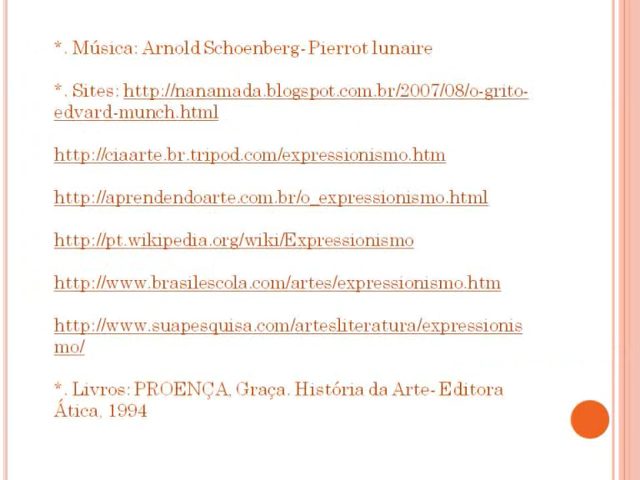 *. Música: Arnold Schoenberg- Pierrot lunaire
*. Sites: http://nanamada.blogspot.com.br/2007/08/o-grito-
edvard-munch.html
http://ciaarte.br.tripod.com/expressionismo.htm
http://aprendendoarte.com.br/o_expressionismo.html
http://pt.wikipedia.org/wiki/Expressionismo
http://www.brasilescola.com/artes/expressionismo.htm
http://www.suapesquisa.com/artesliteratura/expressionis
mo/
*. Livros: PROENÇA, Graça. História da Arte- Editora
Ática, 1994